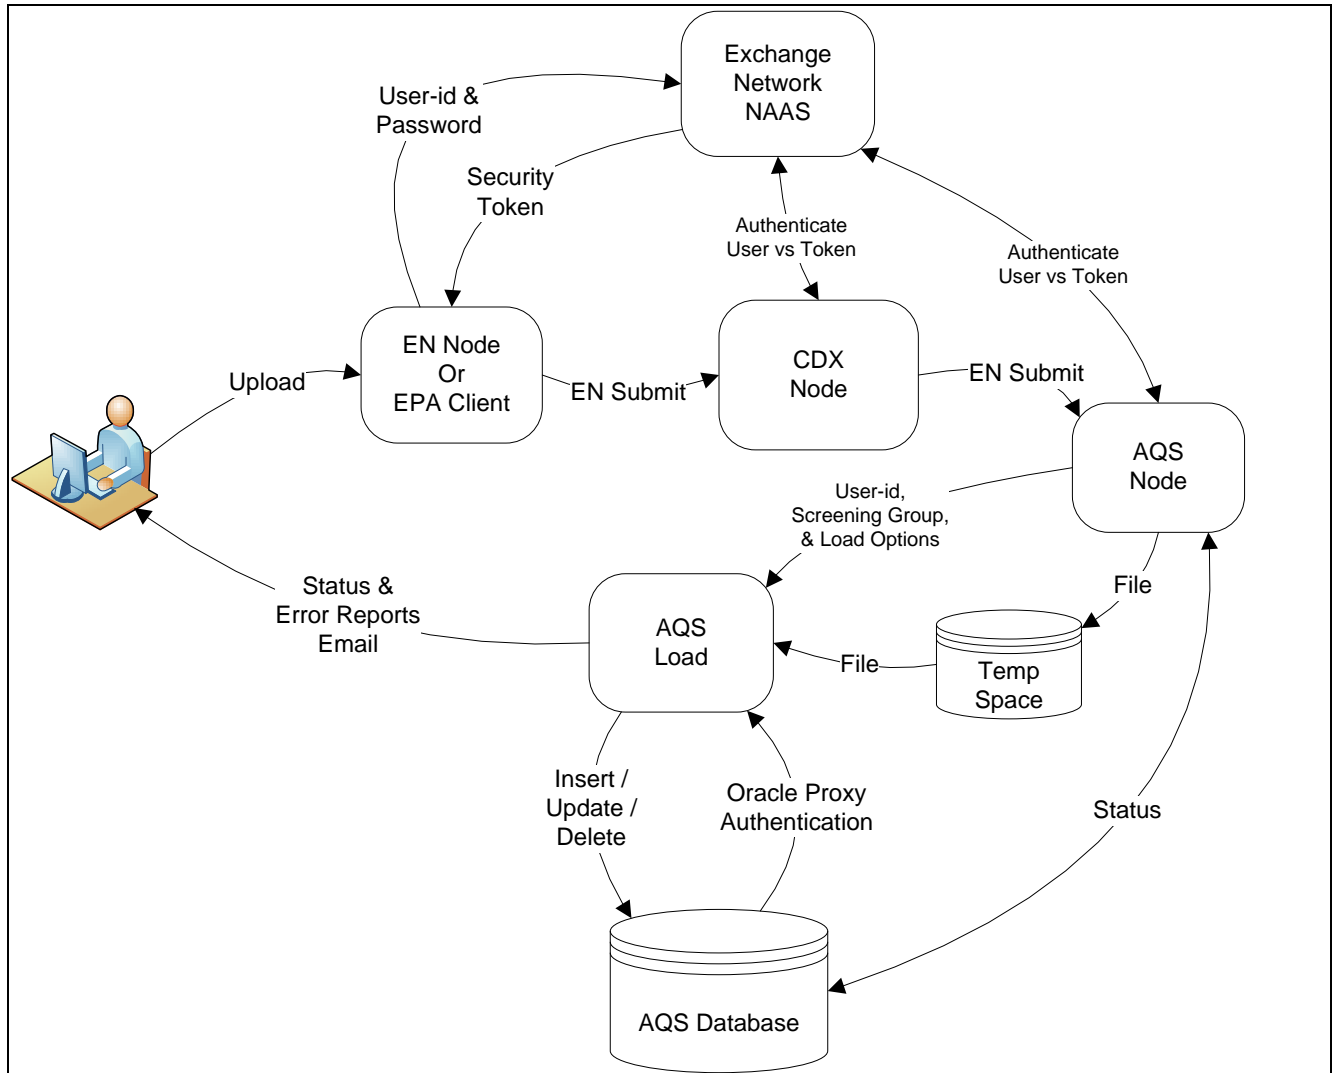 Exchange
Network
NAAS
User-id &
Password
Security
Token
Authenticate
User vs Token
Authenticate
User vs Token
EN Node
Or
EPA Client
Upload
EN Submit
CDX
Node
EN Submit
AQS
Node
User-id,
Screening Group,
& Load Options
File
Status &
Error Reports
Email
AQS
Load
File
Temp
Space
Insert /
Update /
Delete
Oracle Proxy
Authentication
Status
AQS Database